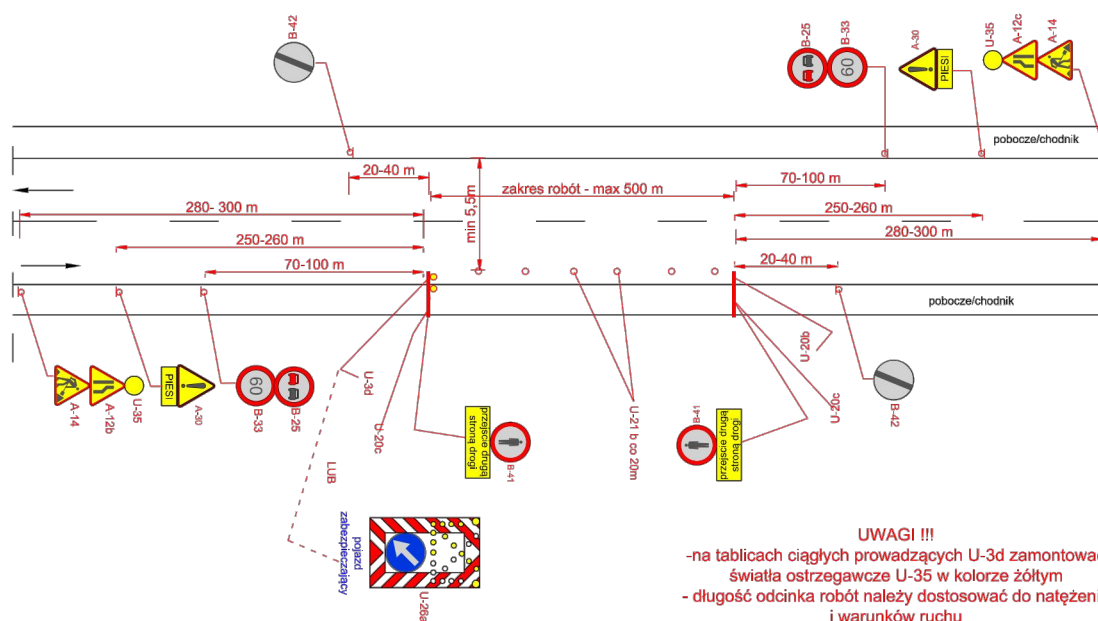 B-42
B-25
B-33
60
A-30
PIESI
U-35
A-12c
A-14
pobocze/chodnik
20-40 m
zakres robót - max 500 m
70-100 m
min 5,5m
280- 300 m
250-260 m
250-260 m
280-300 m
70-100 m
20-40 m
pobocze/chodnik
A-14
A-12b
U-35
PIESI
A-30
60
B-33
B-25
U-3d
U-20c
LUB
przejście drugą
stroną drogi
B-41
U-21 b co 20m
B-41
przejście drugą
stroną drogi
U-20b
U-20c
B-42
pojazd
zabezpieczający
U-26a
UWAGI !!!
-na tablicach ciągłych prowadzących U-3d zamontowa
światła ostrzegawcze U-35 w kolorze żółtym
- długość odcinka robót należy dostosować do natężen
i warunków ruchu